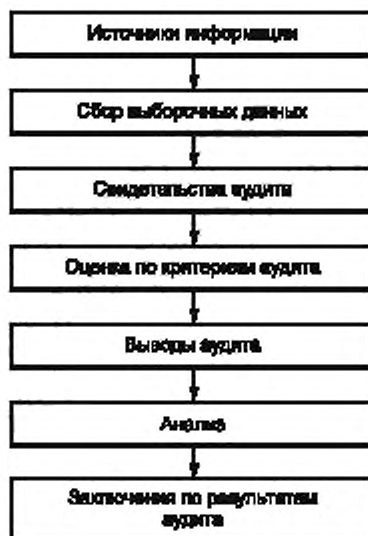 Источники информации
Сбор выборочных данных
Свидетельства аудита
Оценка по критериям аудита
Выводы аудита
Анализ
Заключения по результатам
аудита